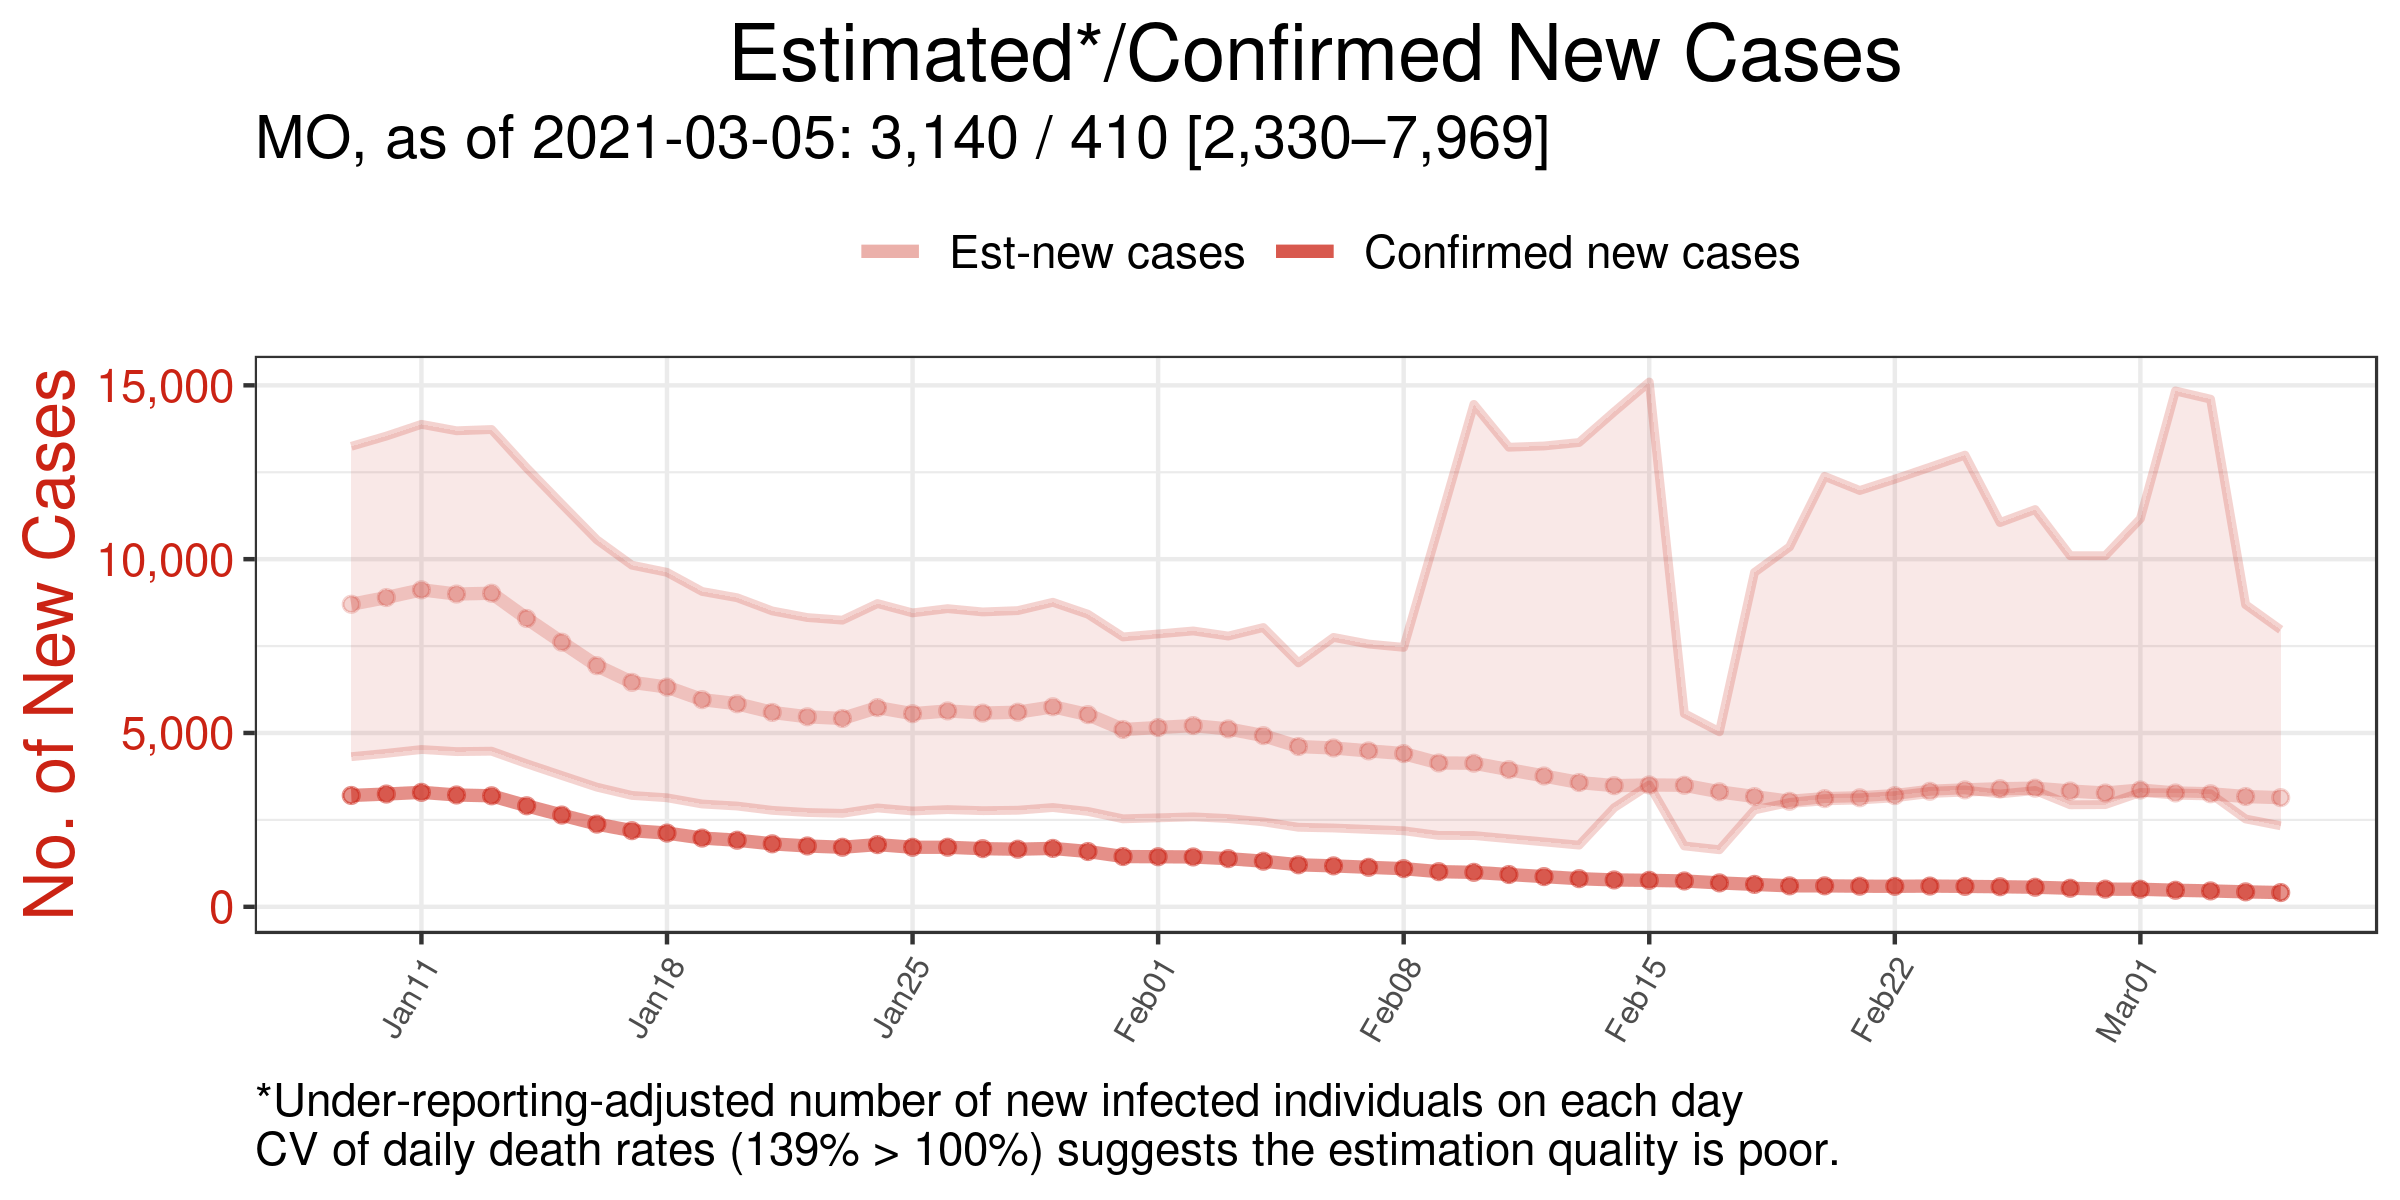 Estimated*/Confirmed New Cases
MO, as of 2021-03-05: 3,140 / 410 [2,330–7,969]
Est-new cases
Confirmed new cases
No. of New Cases
15,000
10,000
5,000
0
Jan11
Jan18
Jan25
Feb01
Feb08
Feb15
Feb22
Mar01
*Under-reporting-adjusted number of new infected individuals on each day
CV of daily death rates (139% > 100%) suggests the estimation quality is poor.